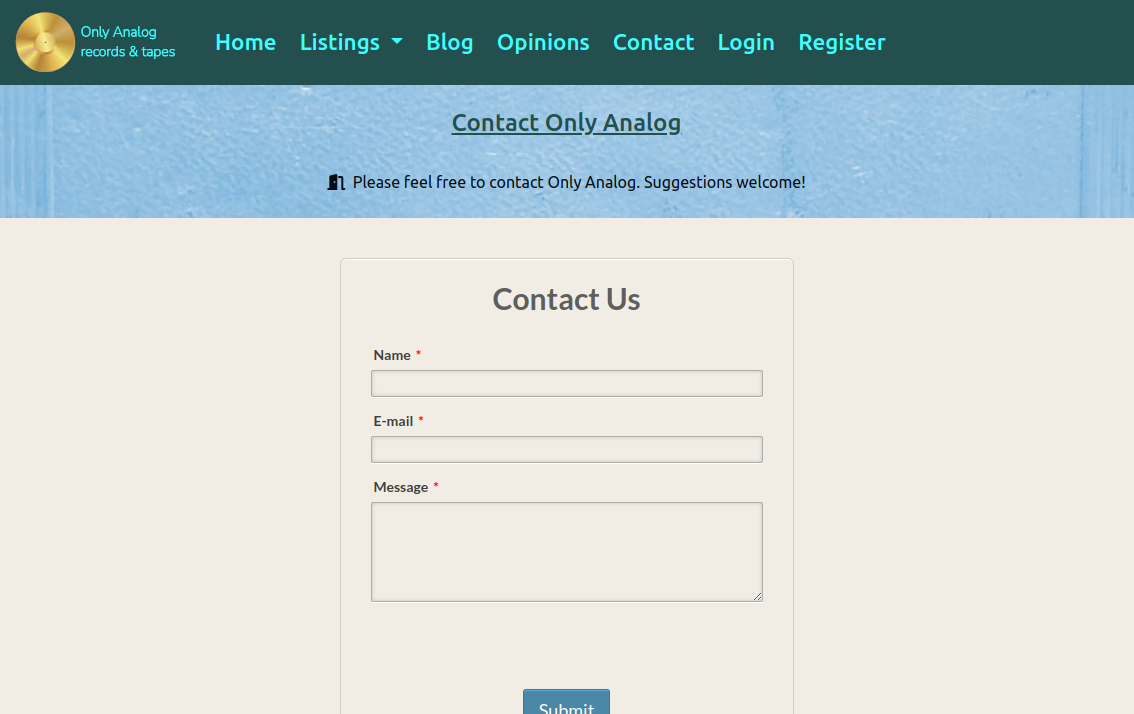 Only Analog
records & tapes
Home Listings Blog Opinions Contact Login Register
Contact Only Analog
Please feel free to contact Only Analog. Suggestions welcome!
Contact Us
Name *
E-mail *
Message *
Submit